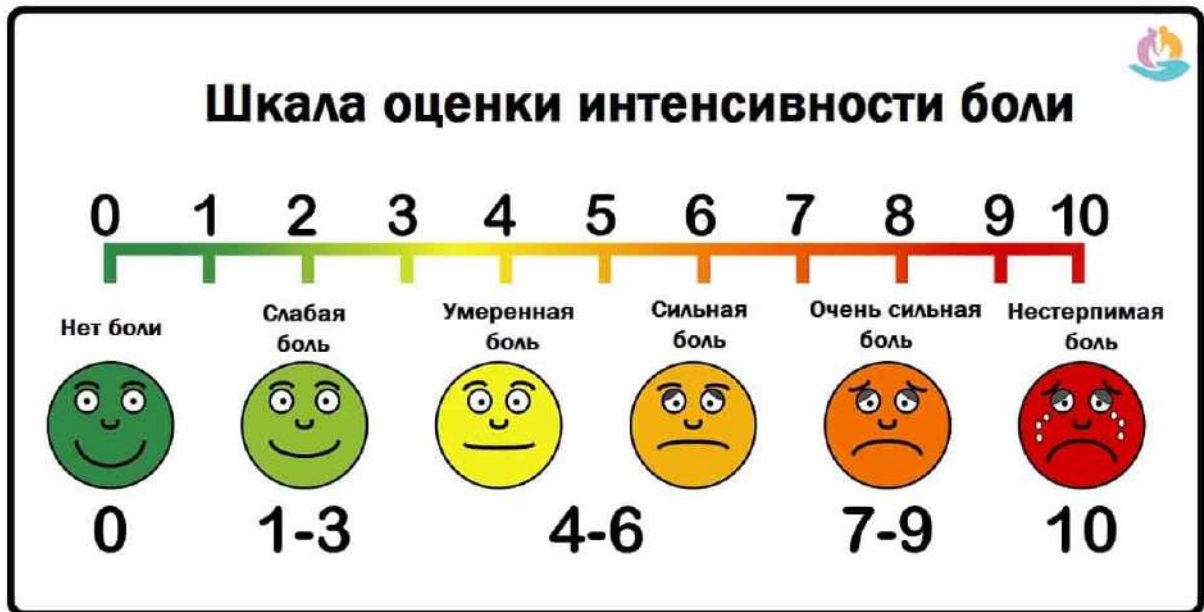 Шкала оценки интенсивности боли
0 1 2 3 4 5 6 7 8 9 10
Нет боли
Слабая
боль
Умеренная
боль
Сильная
боль
Очень сильная
боль
Нестерпимая
боль
0 1-3 4-6 7-9 10